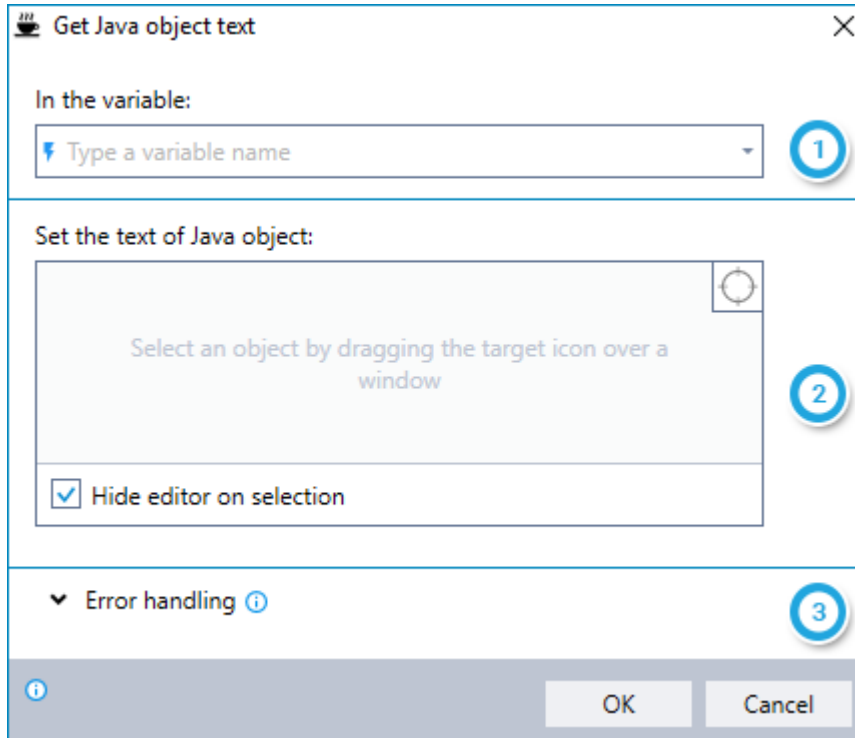 Get Java object text
In the variable:
Type a variable name
1
Set the text of Java object:
Select an object by dragging the target icon over a
window
2
Hide editor on selection
Error handling
3
OK
Cancel